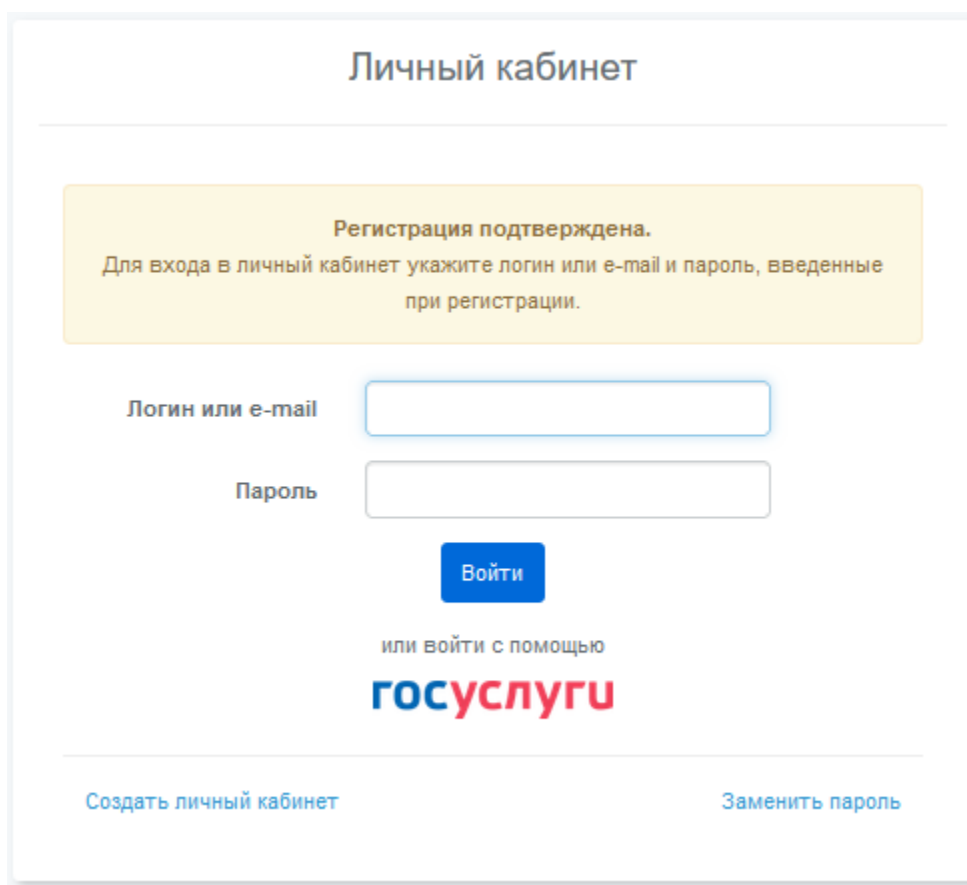 Личный кабинет
Регистрация подтверждена.
Для входа в личный кабинет укажите логин или e-mail и пароль, введенные
при регистрации.
Логин или e-mail
Пароль
Войти
или войти с помощью
госуслуги
Создать личный кабинет
Заменить пароль